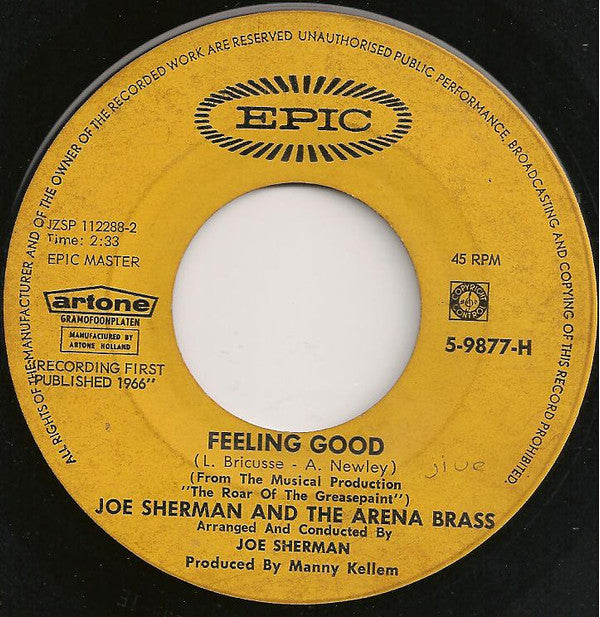 ALL RIGHTS OF THE MANUFACTURER AND OF THE OWNER OF THE RECORDED WORK ARE RESERVED UNAUTHORISED PUBLIC PERFORMANCE, BROADCASTING AND COPYING OF THIS RECORD PROHIBITED
EPIC
JZSP 112288-2
Time: 2:33
EPIC MASTER
45 RPM
artone
GRAMOFOONPLATEN
MANUFACTURED BY
ARTONE HOLLAND
COPYRIGHT
CONTROL
5-9877-H
RECORDING FIRST
PUBLISHED 1966"
FEELING GOOD
(L. Bricusse - A. Newley)
jive
(From The Musical Production
"The Roar Of The Greasepaint")
JOE SHERMAN AND THE ARENA BRASS
Arranged And Conducted By
JOE SHERMAN
Produced By Manny Kellem